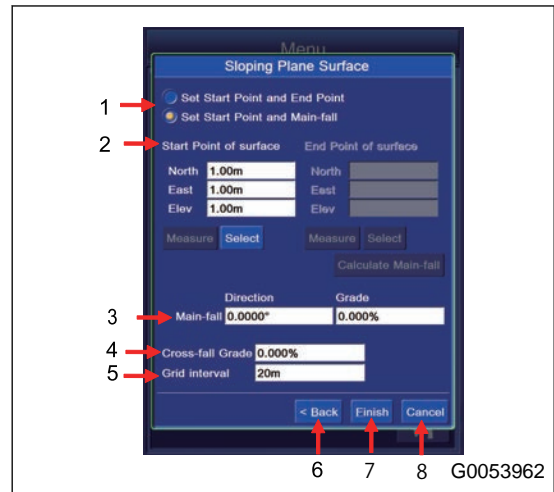 Menu
Sloping Plane Surface
1
Set Start Point and End Point
Set Start Point and Main-fall
2
Start Point of surface End Point of surface
North 1.00m North
East 1.00m East
Elev 1.00m Elev
Measure Select Measure Select
Calculate Main-fall
Direction Grade
3 Main-fall 0.0000° 0.000%
4 Cross-fall Grade 0.000%
5 Grid interval 20m
< Back Finish Cancel
6 7 8 G0053962